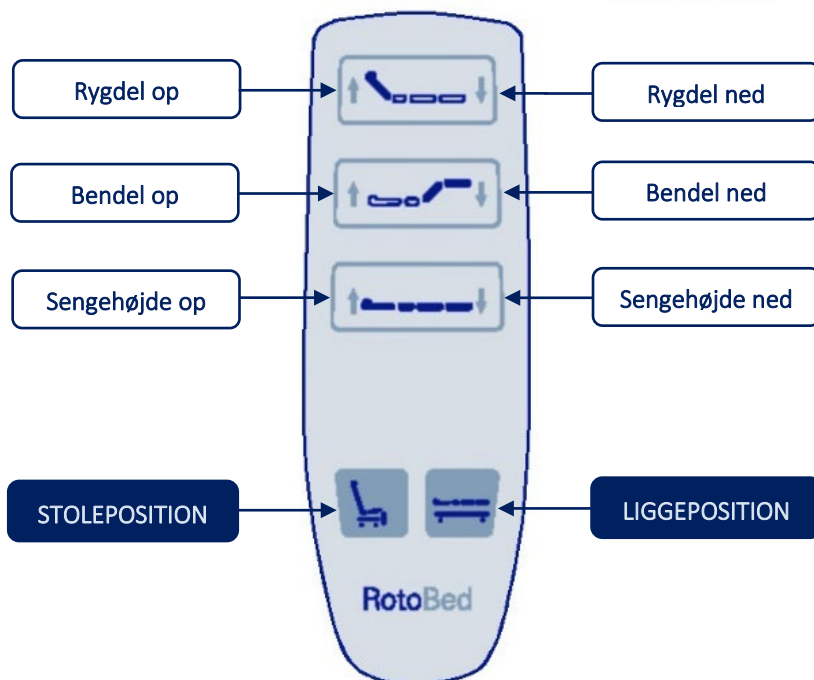 Rygdel op
Rygdel ned
Bendel op
Bendel ned
Sengehøjde op
Sengehøjde ned
STOLEPOSITION
LIGGEPOSITION
RotoBed